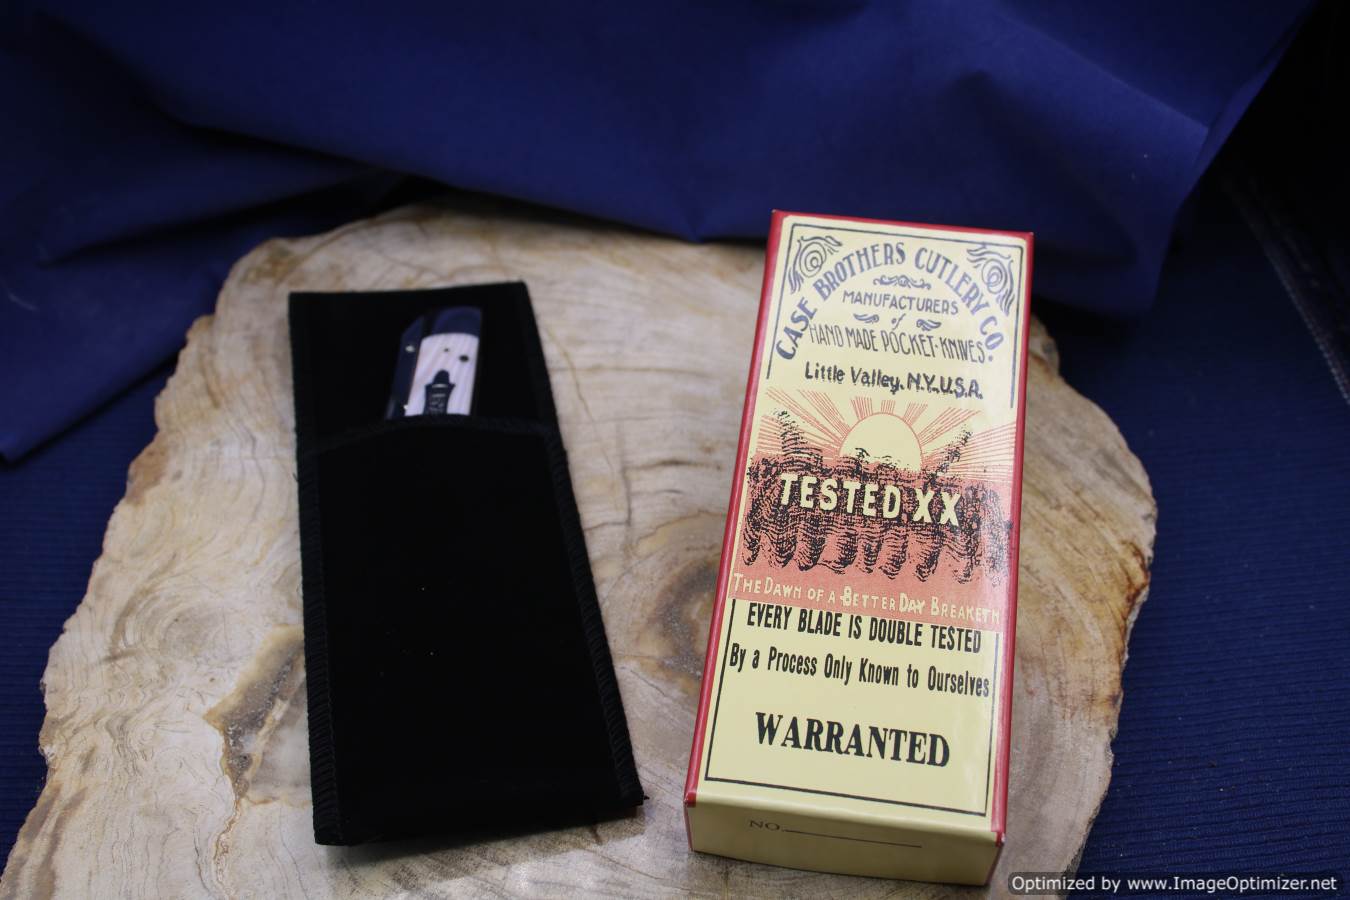 CASE BROTHERS CUTLERY CO.
MANUFACTURERS
of
HAND MADE POCKET-KNIVES.
Little Valley, N.Y.U.S.A.
TESTED XX
THE DAWN OF A BETTER DAY BREAKETH
EVERY BLADE IS DOUBLE TESTED
By a Process Only Known to Ourselves
WARRANTED
NO.
Optimized by www.ImageOptimizer.net